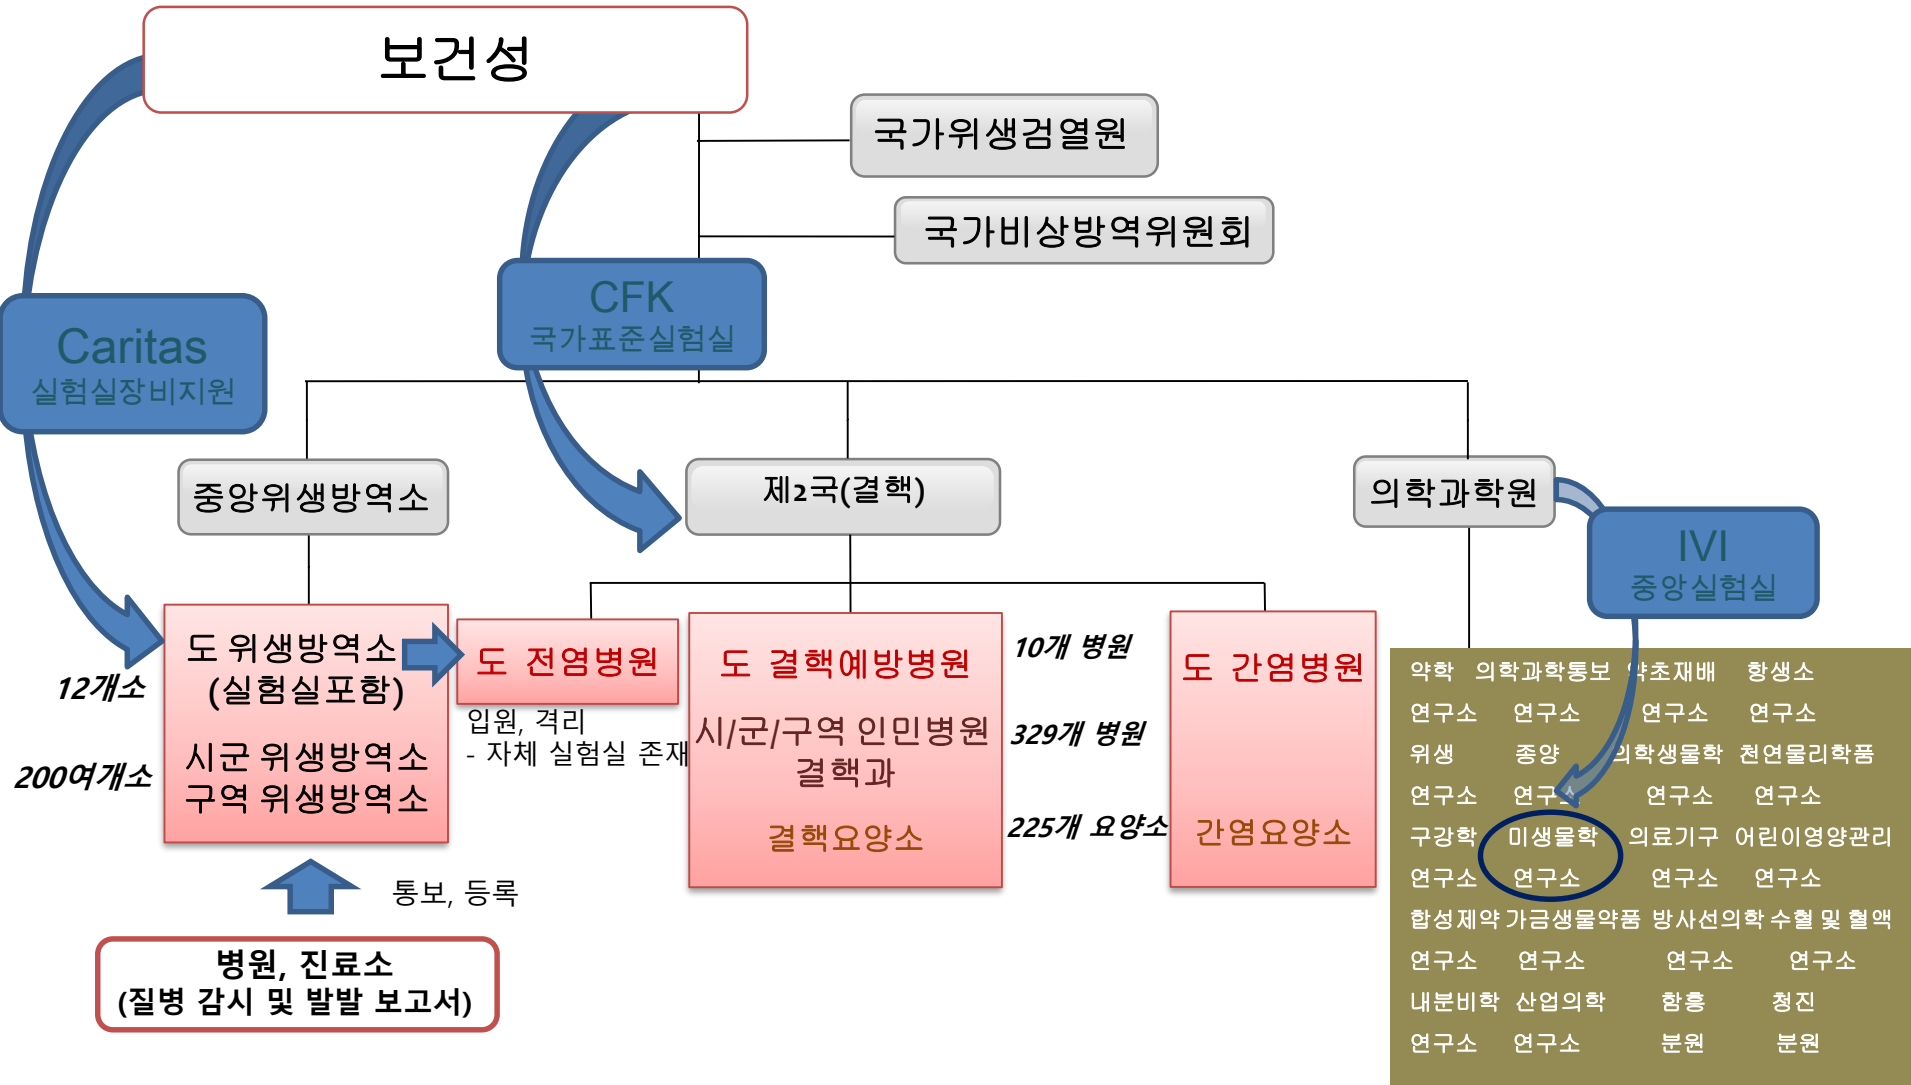 보건성
국가위생검열원
국가비상방역위원회
CFK
국가표준실험실
Caritas
실험실장비지원
중앙위생방역소
제2국(결핵)
의학과학원
IVI
중앙실험실
도 위생방역소
(실험실포함)
시군 위생방역소
구역 위생방역소
12개소
200여개소
도 전염병원
입원, 격리
- 자체 실험실 존재
도 결핵예방병원
시/군/구역 인민병원
결핵과
결핵요양소
10개 병원
329개 병원
225개 요양소
도 간염병원
간염요양소
약학 의학과학통보 약초재배 항생소
연구소 연구소 연구소 연구소
위생 종양 의학생물학 천연물리학품
연구소 연구소 연구소 연구소
구강학 미생물학 의료기구 어린이영양관리
연구소 연구소 연구소 연구소
합성제약 가금생물약품 방사선의학 수혈 및 혈액
연구소 연구소 연구소 연구소
내분비학 산업의학 함흥 청진
연구소 연구소 분원 분원
통보, 등록
병원, 진료소
(질병 감시 및 발발 보고서)